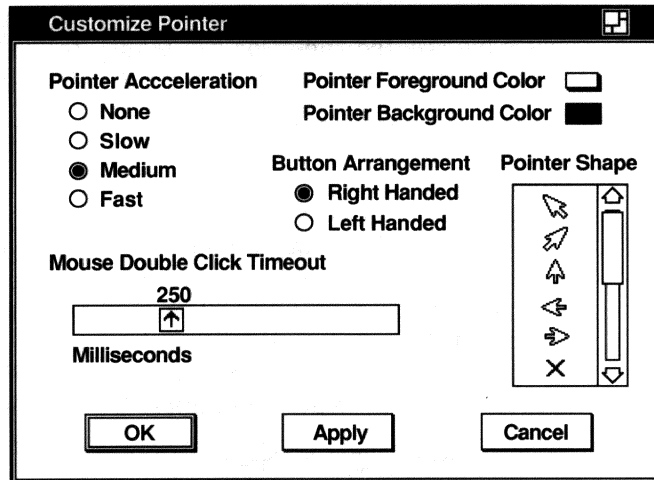 Customize Pointer
Pointer Accceleration
None
Slow
Medium
Fast
Pointer Foreground Color
Pointer Background Color
Button Arrangement
Right Handed
Left Handed
Pointer Shape
Mouse Double Click Timeout
250
Milliseconds
OK
Apply
Cancel